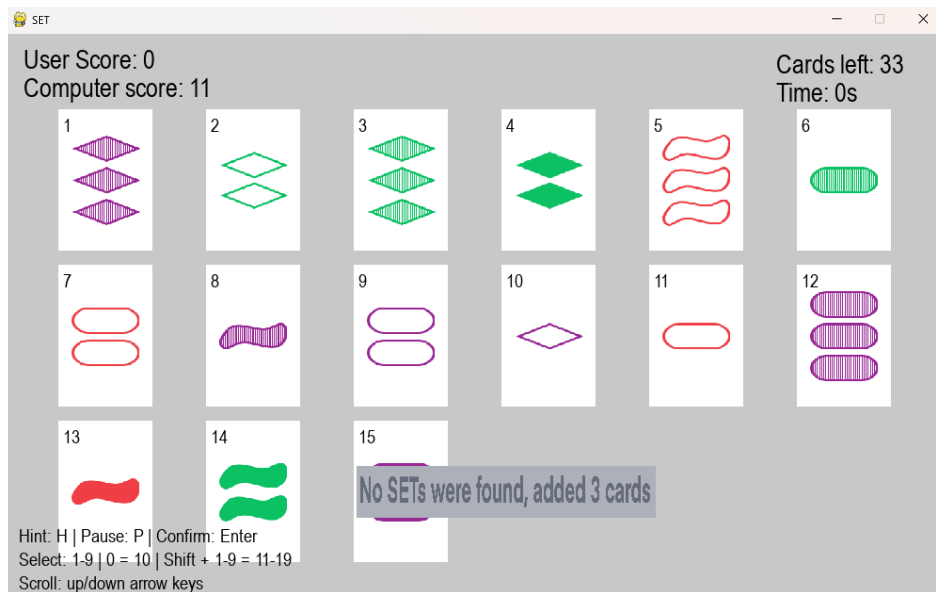 SET
User Score: 0
Computer score: 11
Cards left: 33
Time: 0s
1
2
3
4
5
6
7
8
9
10
11
12
13
14
15
No SETs were found, added 3 cards
Hint: H | Pause: P | Confirm: Enter
Select: 1-9 | 0 = 10 | Shift + 1-9 = 11-19
Scroll: up/down arrow keys